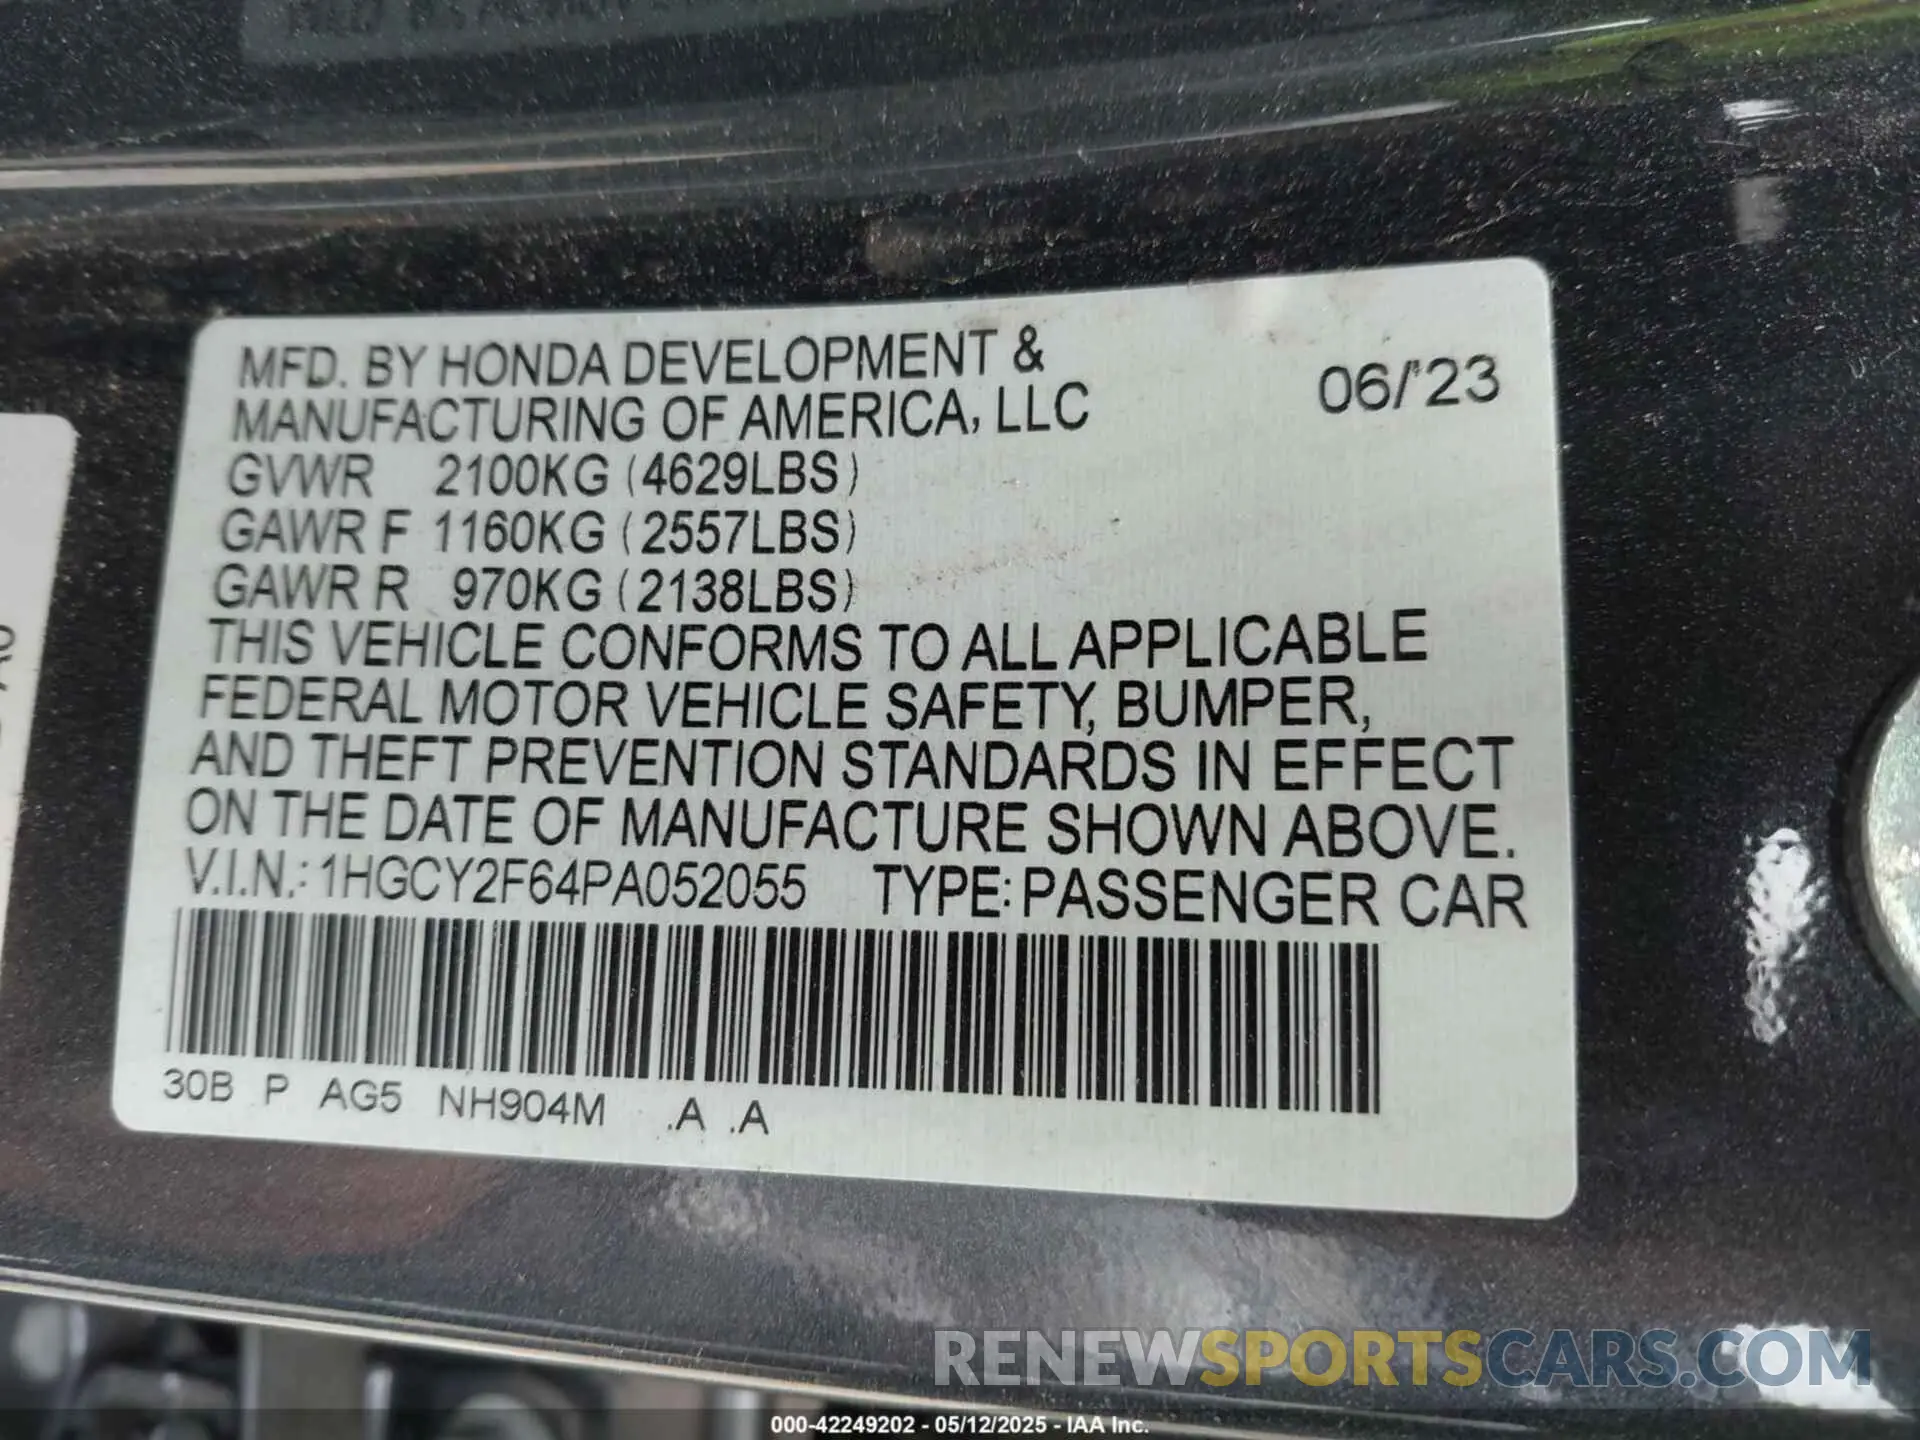 MFD. BY HONDA DEVELOPMENT &
MANUFACTURING OF AMERICA, LLC 06/'23
GVWR 2100KG (4629LBS)
GAWR F 1160KG (2557LBS)
GAWR R 970KG (2138LBS)
THIS VEHICLE CONFORMS TO ALL APPLICABLE
FEDERAL MOTOR VEHICLE SAFETY, BUMPER,
AND THEFT PREVENTION STANDARDS IN EFFECT
ON THE DATE OF MANUFACTURE SHOWN ABOVE.
V.I.N.: 1HGCY2F64PA052055 TYPE: PASSENGER CAR
30B P AG5 NH904M .A .A
RENEWSPORTSCARS.COM
000-42249202 - 05/12/2025 - IAA Inc.